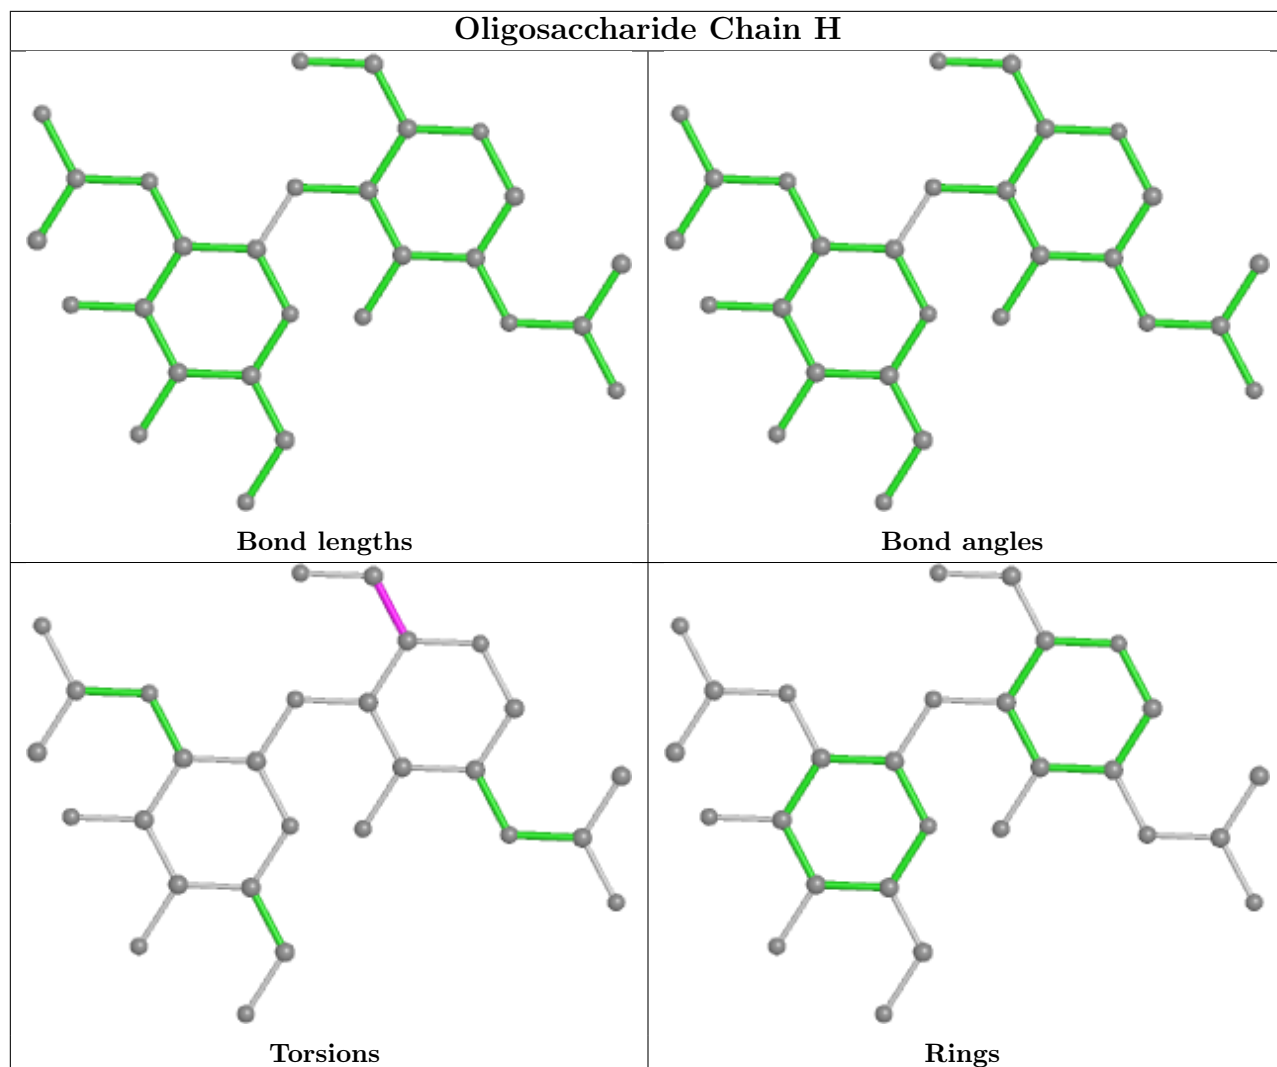 Oligosaccharide Chain H
Bond lengths
Bond angles
Torsions
Rings